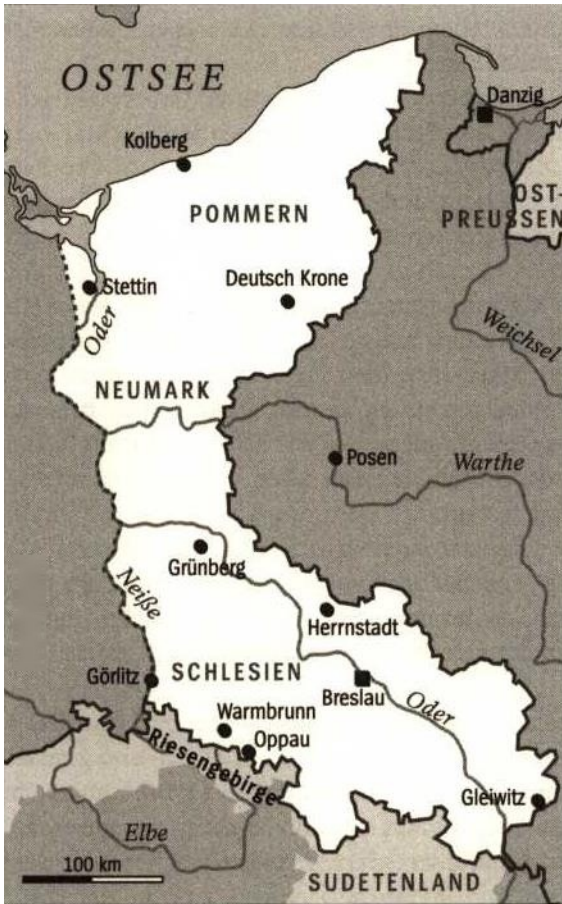 OSTSEE
Danzig
Kolberg
OST-
PREUSSEN
POMMERN
Stettin
Deutsch Krone
Oder
Weichsel
NEUMARK
Posen
Warthe
Grünberg
Neiße
Herrnstadt
SCHLESIEN
Görlitz
Breslau
Oder
Warmbrunn
Oppau
Riesengebirge
Gleiwitz
Elbe
100 km
SUDETENLAND